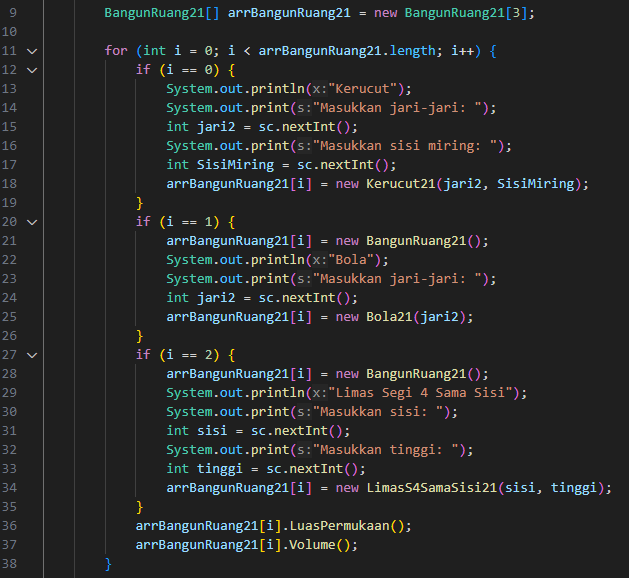 9 BangunRuang21[] arrBangunRuang21 = new BangunRuang21[3];
10
11 for (int i = 0; i < arrBangunRuang21.length; i++) {
12 if (i == 0) {
13 System.out.println(x:"Kerucut");
14 System.out.print(s:"Masukkan jari-jari: ");
15 int jari2 = sc.nextInt();
16 System.out.print(s:"Masukkan sisi miring: ");
17 int SisiMiring = sc.nextInt();
18 arrBangunRuang21[i] = new Kerucut21(jari2, SisiMiring);
19 }
20 if (i == 1) {
21 arrBangunRuang21[i] = new BangunRuang21();
22 System.out.println(x:"Bola");
23 System.out.print(s:"Masukkan jari-jari: ");
24 int jari2 = sc.nextInt();
25 arrBangunRuang21[i] = new Bola21(jari2);
26 }
27 if (i == 2) {
28 arrBangunRuang21[i] = new BangunRuang21();
29 System.out.println(x:"Limas Segi 4 Sama Sisi");
30 System.out.print(s:"Masukkan sisi: ");
31 int sisi = sc.nextInt();
32 System.out.print(s:"Masukkan tinggi: ");
33 int tinggi = sc.nextInt();
34 arrBangunRuang21[i] = new LimasS4SamaSisi21(sisi, tinggi);
35 }
36 arrBangunRuang21[i].LuasPermukaan();
37 arrBangunRuang21[i].Volume();
38 }